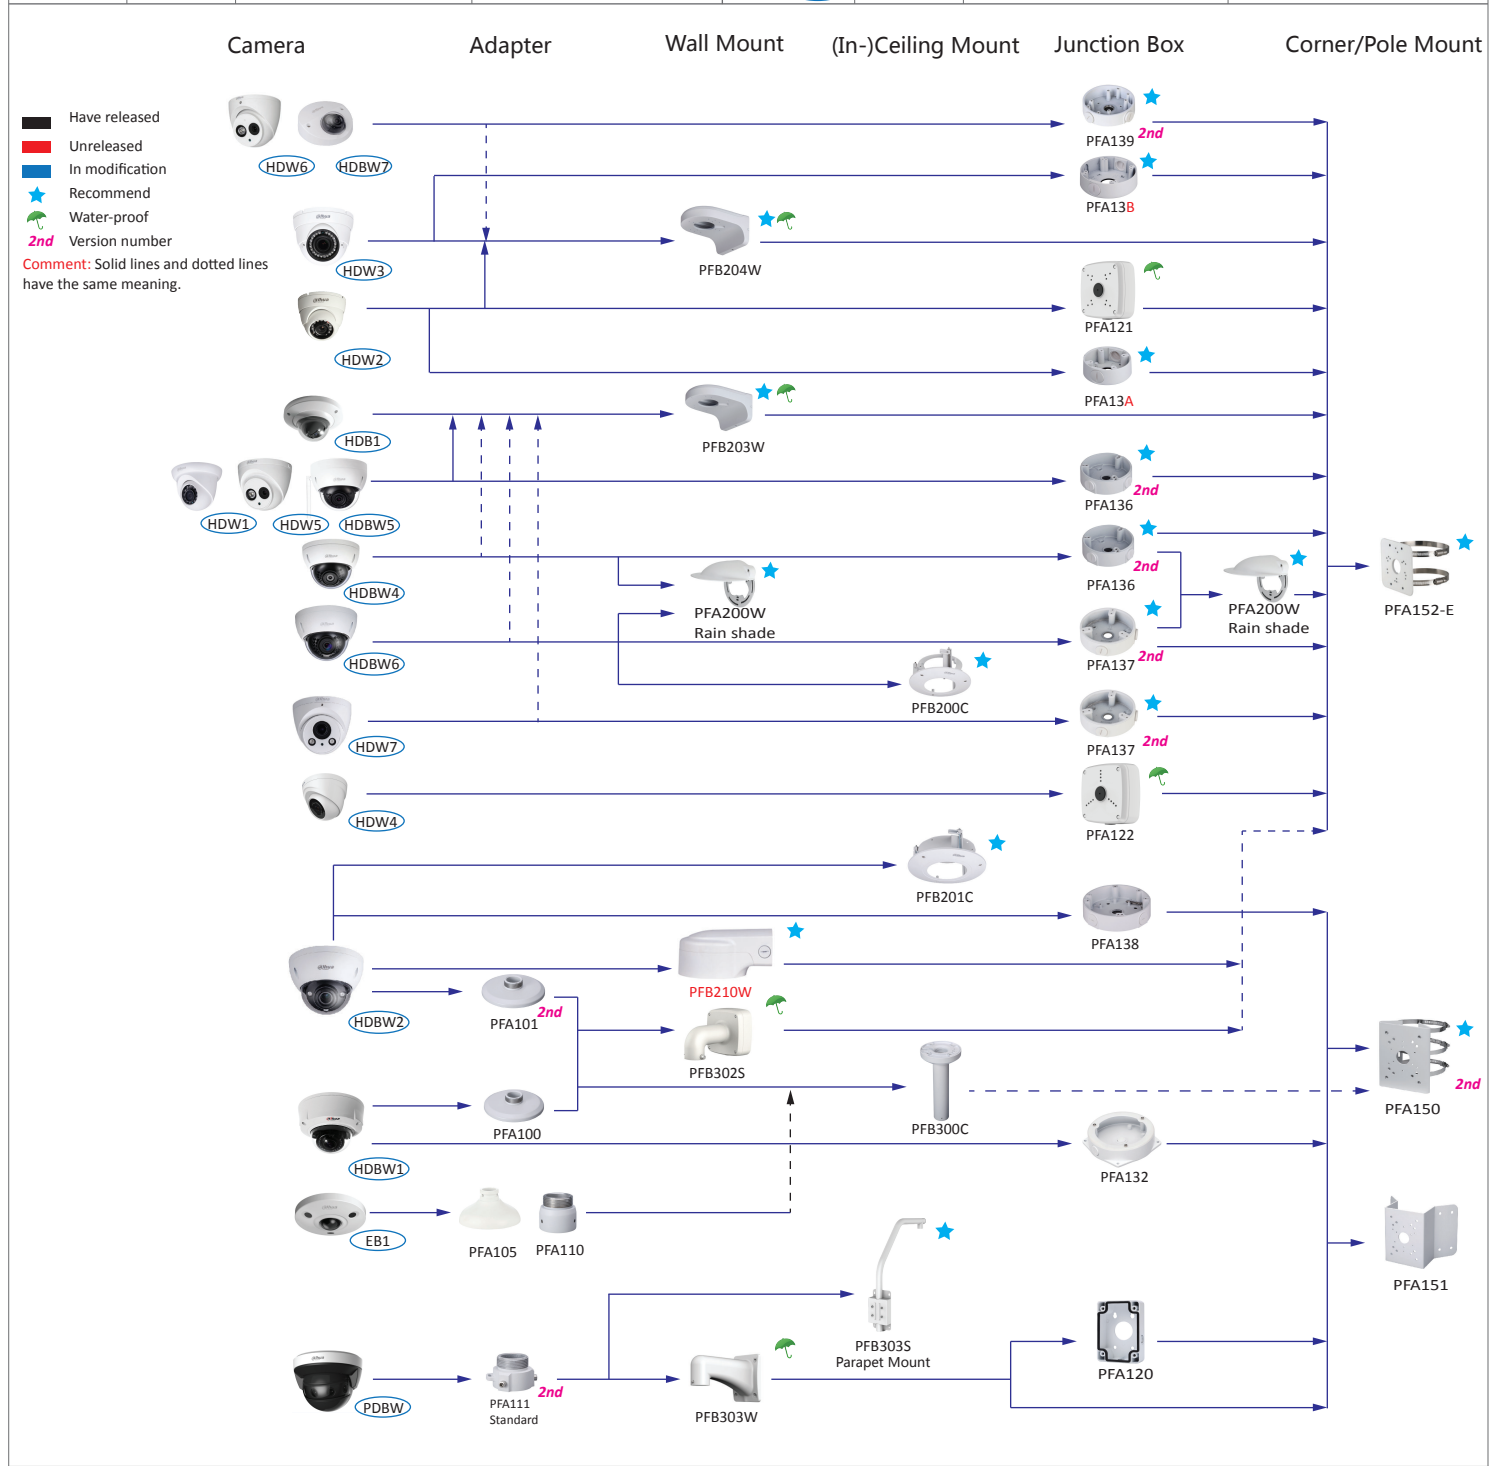 Camera
Adapter
Wall Mount
(In-)Ceiling Mount
Junction Box
Corner/Pole Mount
Have released
Unreleased
In modification
Recommend
Water-proof
2nd Version number
Comment: Solid lines and dotted lines
have the same meaning.
HDW6
HDBW7
PFA139
2nd
PFA13B
HDW3
PFB204W
HDW2
PFA121
PFA13A
HDB1
PFB203W
HDW1
HDW5
HDBW5
PFA136
2nd
HDBW4
PFA200W
Rain shade
PFA136
2nd
PFA200W
Rain shade
PFA152-E
HDBW6
PFA137
2nd
PFB200C
HDW7
PFA137
2nd
HDW4
PFA122
PFB201C
PFA138
HDBW2
PFA101
2nd
PFB210W
PFB302S
PFA150
2nd
PFA100
PFB300C
HDBW1
PFA132
EB1
PFA105
PFA110
PFA151
PFB303S
Parapet Mount
PFA120
PDBW
PFA111
Standard
2nd
PFB303W